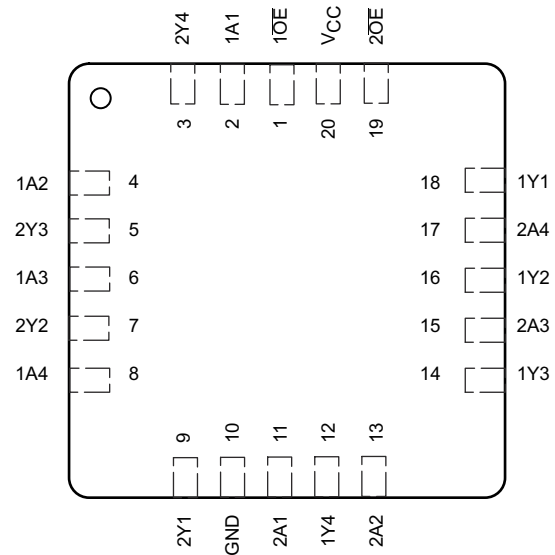 2Y4 1A1 1O̅E̅ VCC 2O̅E̅
3 2 1 20 19
1A2 4 18 1Y1
2Y3 5 17 2A4
1A3 6 16 1Y2
2Y2 7 15 2A3
1A4 8 14 1Y3
9 10 11 12 13
2Y1 GND 2A1 1Y4 2A2